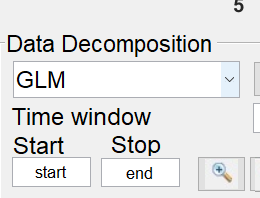 5
Data Decomposition
GLM
Time window
Start Stop
start end